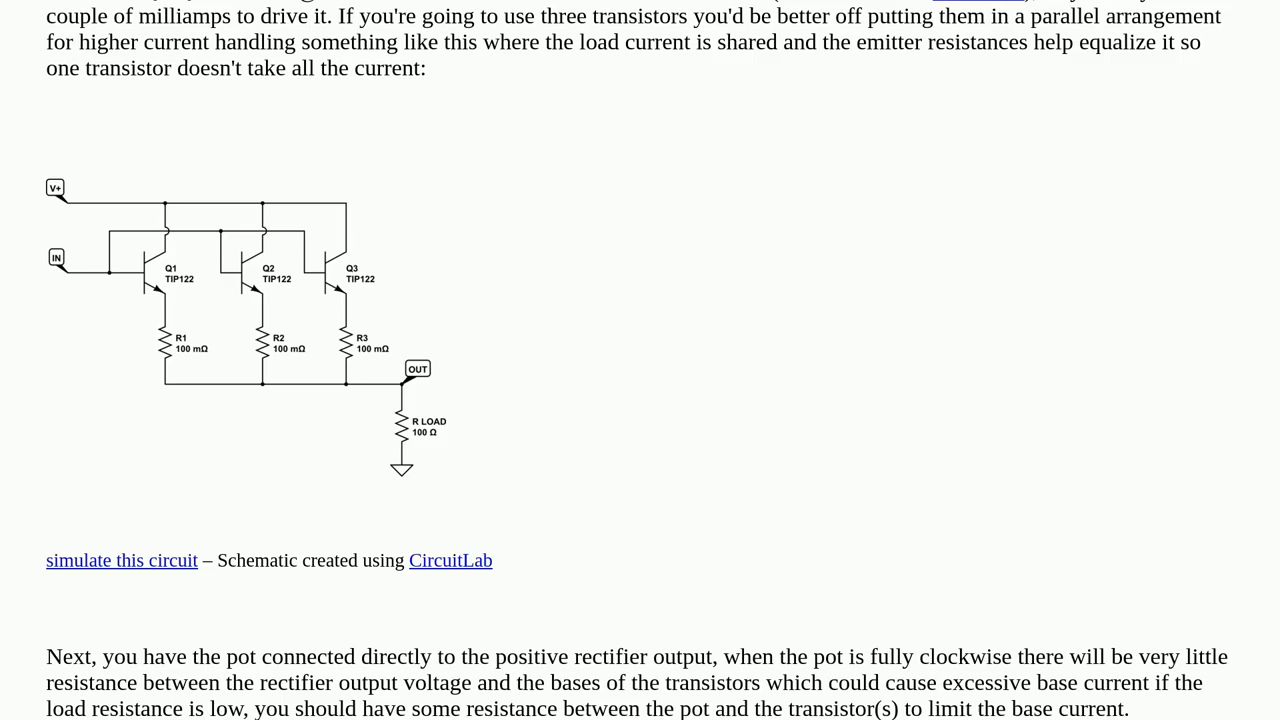 couple of milliamps to drive it. If you're going to use three transistors you'd be better off putting them in a parallel arrangement
for higher current handling something like this where the load current is shared and the emitter resistances help equalize it so
one transistor doesn't take all the current:
V+
IN
Q1
TIP122
Q2
TIP122
Q3
TIP122
R1
100 mΩ
R2
100 mΩ
R3
100 mΩ
OUT
R LOAD
100 Ω
simulate this circuit – Schematic created using CircuitLab
Next, you have the pot connected directly to the positive rectifier output, when the pot is fully clockwise there will be very little
resistance between the rectifier output voltage and the bases of the transistors which could cause excessive base current if the
load resistance is low, you should have some resistance between the pot and the transistor(s) to limit the base current.